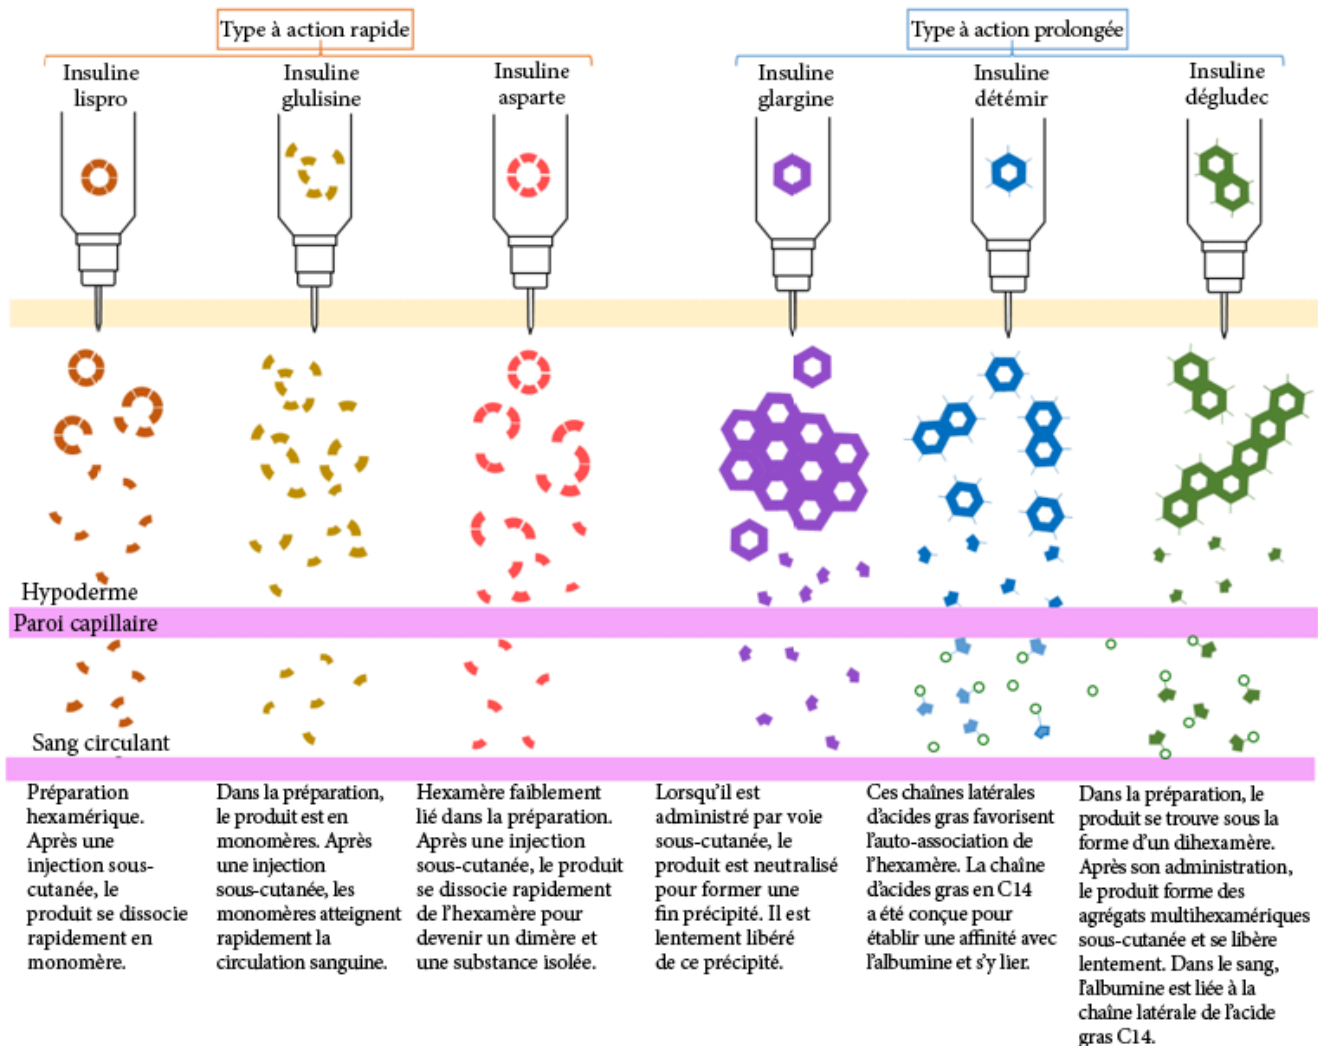 Type à action rapide
Type à action prolongée
Insuline
lispro
Insuline
glulisine
Insuline
asparte
Insuline
glargine
Insuline
détémir
Insuline
dégludec
Hypoderme
Paroi capillaire
Sang circulant
Préparation
hexamérique.
Après une
injection sous-
cutanée, le
produit se dissocie
rapidement en
monomère.
Dans la préparation,
le produit est en
monomères. Après
une injection
sous-cutanée, les
monomères atteignent
rapidement la
circulation sanguine.
Hexamère faiblement
lié dans la préparation.
Après une injection
sous-cutanée, le produit
se dissocie rapidement
de l'hexamère pour
devenir un dimère et
une substance isolée.
Lorsqu'il est
administré par voie
sous-cutanée, le
produit est neutralisé
pour former une
fin précipité. Il est
lentement libéré
de ce précipité.
Ces chaînes latérales
d'acides gras favorisent
l'auto-association de
l'hexamère. La chaîne
d'acides gras en C14
a été conçue pour
établir une affinité avec
l'albumine et s'y lier.
Dans la préparation, le
produit se trouve sous la
forme d'un dihexamère.
Après son administration,
le produit forme des
agrégats multihexamériques
sous-cutanée et se libère
lentement. Dans le sang,
l'albumine est liée à la
chaîne latérale de l'acide
gras C14.